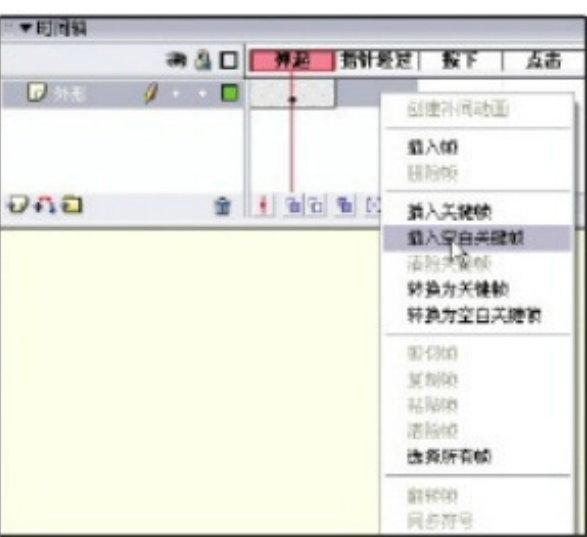 时间轴
弹起 指针经过 按下 点击
外形
创建补间动画
插入帧
删除帧
插入关键帧
插入空白关键帧
清除关键帧
转换为关键帧
转换为空白关键帧
剪切帧
复制帧
粘贴帧
清除帧
选择所有帧
翻转帧
同步符号